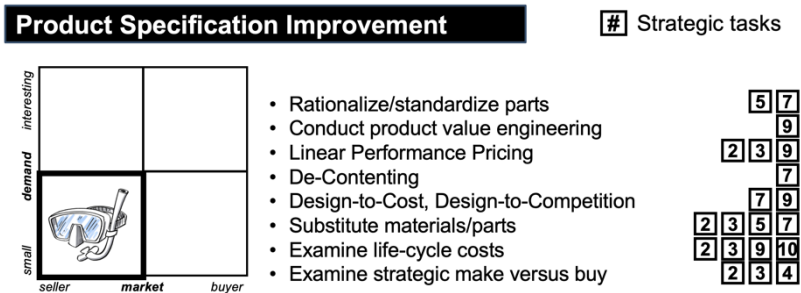 Product Specification Improvement
# Strategic tasks
interesting
demand
small
seller market buyer
• Rationalize/standardize parts 5 7
• Conduct product value engineering 9
• Linear Performance Pricing 2 3 9
• De-Contenting 7
• Design-to-Cost, Design-to-Competition 7 9
• Substitute materials/parts 2 3 5 7
• Examine life-cycle costs 2 3 9 10
• Examine strategic make versus buy 2 3 4